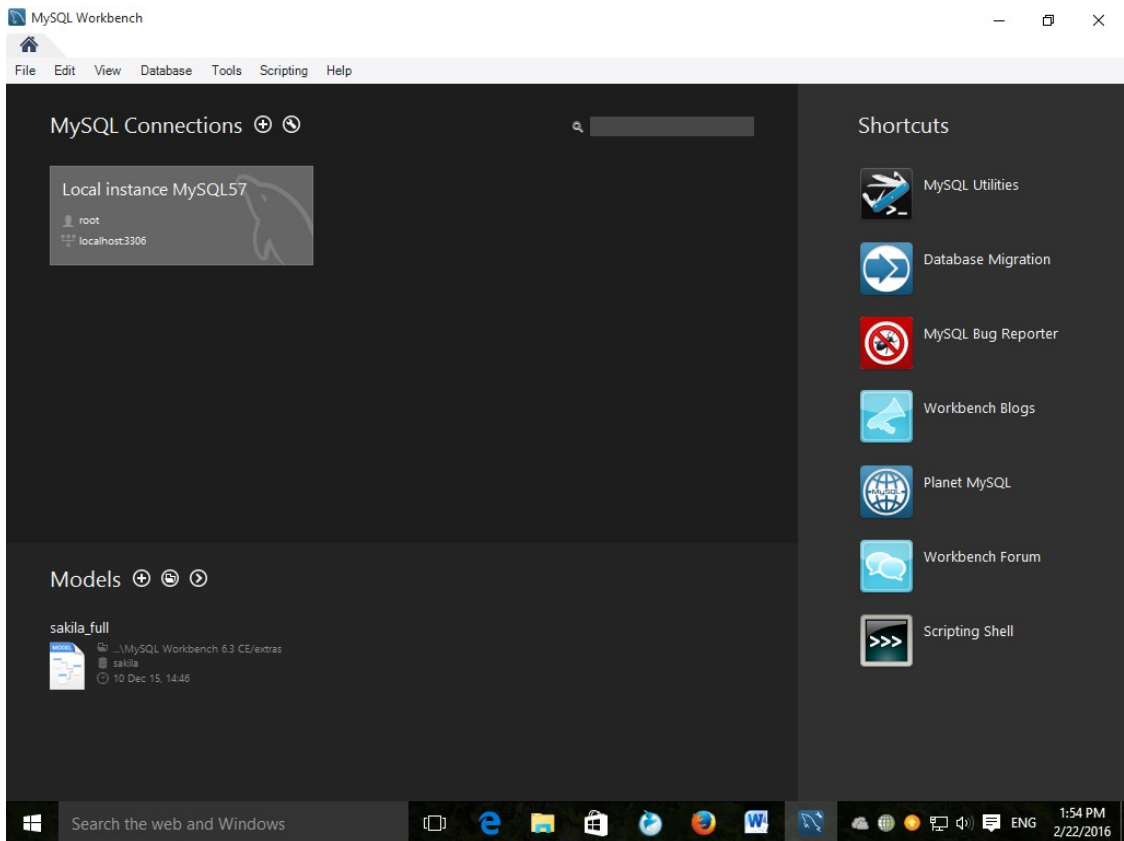 MySQL Workbench
File Edit View Database Tools Scripting Help
MySQL Connections
Local instance MySQL57
root
localhost:3306
Shortcuts
MySQL Utilities
Database Migration
MySQL Bug Reporter
Workbench Blogs
MySQL
Planet MySQL
Workbench Forum
>>>
Scripting Shell
Models
sakila_full
MODEL
...\MySQL Workbench 6.3 CE/extras
sakila
10 Dec 15, 14:46
Search the web and Windows
ENG
1:54 PM
2/22/2016